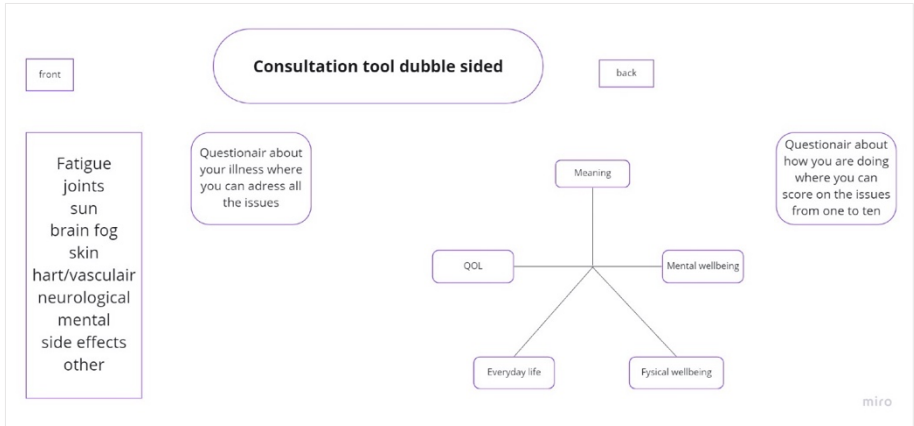 Consultation tool dubble sided
front
back
Fatigue
joints
sun
brain fog
skin
hart/vasculair
neurological
mental
side effects
other
Questionair about
your illness where
you can adress all
the issues
Meaning
QOL
Mental wellbeing
Everyday life
Fysical wellbeing
Questionair about
how you are doing
where you can
score on the issues
from one to ten
miro